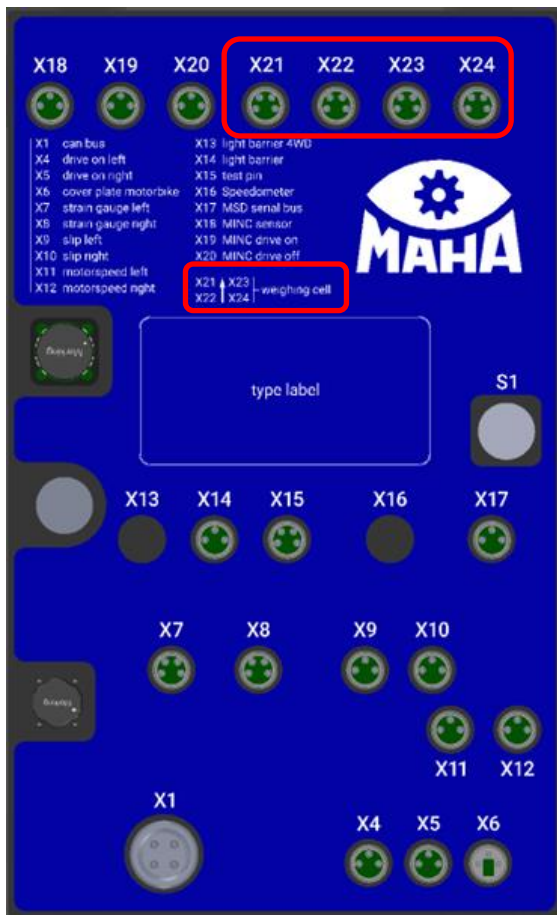 X18 X19 X20 X21 X22 X23 X24
X1 can bus
X4 drive on left
X5 drive on right
X6 cover plate motorbike
X7 strain gauge left
X8 strain gauge right
X9 slip left
X10 slip right
X11 motorspeed left
X12 motorspeed right
X13 light barrier 4WD
X14 light barrier
X15 test pin
X16 Speedometer
X17 MSD serial bus
X18 MINC sensor
X19 MINC drive on
X20 MINC drive off
X21 X23
X22 X24
weighing cell
MAHA
type label
S1
X13 X14 X15 X16 X17
X7 X8 X9 X10
X11 X12
X1
X4 X5 X6